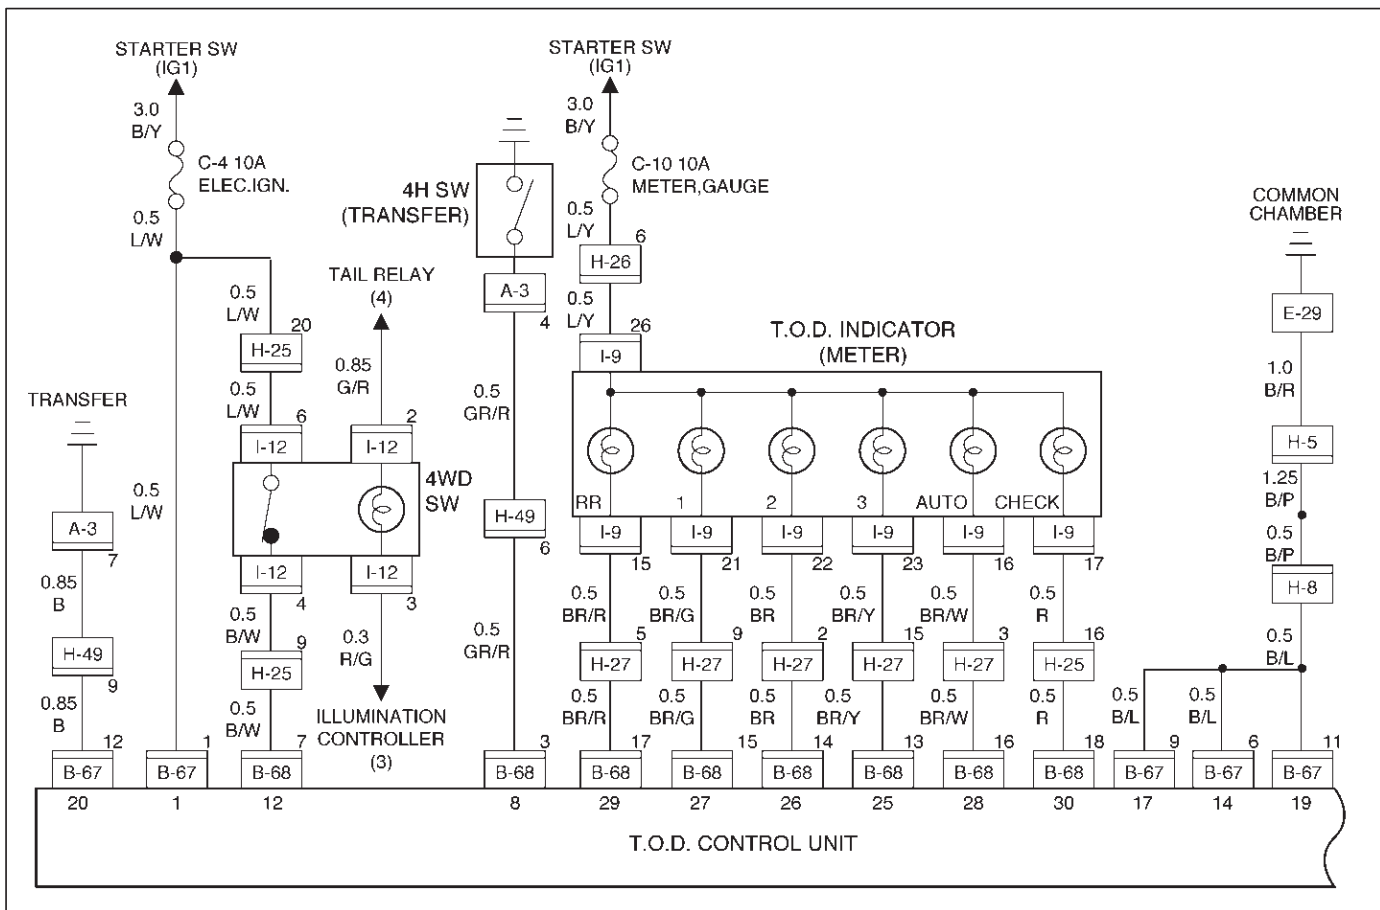 STARTER SW
(IG1)
3.0
B/Y
C-4 10A
ELEC.IGN.
0.5
L/W
0.5
L/W
20
H-25
0.5
L/W
6
I-12
TAIL RELAY
(4)
0.85
G/R
2
I-12
4WD
SW
I-12
4
I-12
3
0.5
B/W
9
H-25
0.5
B/W
7
B-68
12
0.3
R/G
ILLUMINATION
CONTROLLER
(3)
TRANSFER
A-3
7
0.85
B
H-49
9
0.85
B
12
B-67
20
0.5
L/W
1
B-67
1
4H SW
(TRANSFER)
A-3
4
0.5
GR/R
H-49
6
0.5
GR/R
3
B-68
8
STARTER SW
(IG1)
3.0
B/Y
C-10 10A
METER,GAUGE
0.5
L/Y
6
H-26
0.5
L/Y
26
I-9
T.O.D. INDICATOR
(METER)
RR
1
2
3
AUTO
CHECK
I-9
15
I-9
21
I-9
22
I-9
23
I-9
16
I-9
17
0.5
BR/R
0.5
BR/G
0.5
BR
0.5
BR/Y
0.5
BR/W
0.5
R
5
H-27
9
H-27
2
H-27
15
H-27
3
H-27
16
H-25
0.5
BR/R
0.5
BR/G
0.5
BR
0.5
BR/Y
0.5
BR/W
0.5
R
17
B-68
29
15
B-68
27
14
B-68
26
13
B-68
25
16
B-68
28
18
B-68
30
COMMON
CHAMBER
E-29
1.0
B/R
H-5
1.25
B/P
0.5
B/P
H-8
0.5
B/L
0.5
B/L
0.5
B/L
9
B-67
17
6
B-67
14
11
B-67
19
T.O.D. CONTROL UNIT